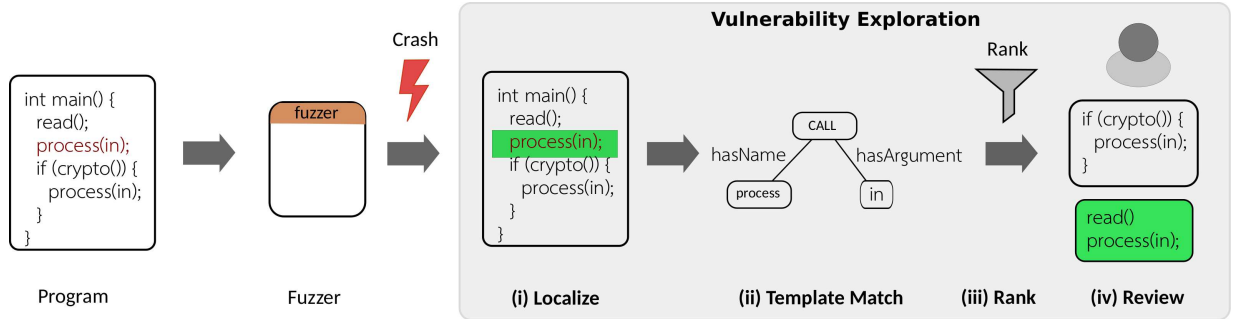 Vulnerability Exploration
Crash
Rank
int main() {
read();
process(in);
if (crypto()) {
process(in);
}
}
fuzzer
int main() {
read();
process(in);
if (crypto()) {
process(in);
}
}
CALL
hasName
hasArgument
process
in
if (crypto()) {
process(in);
}
read()
process(in);
Program
Fuzzer
(i) Localize
(ii) Template Match
(iii) Rank
(iv) Review